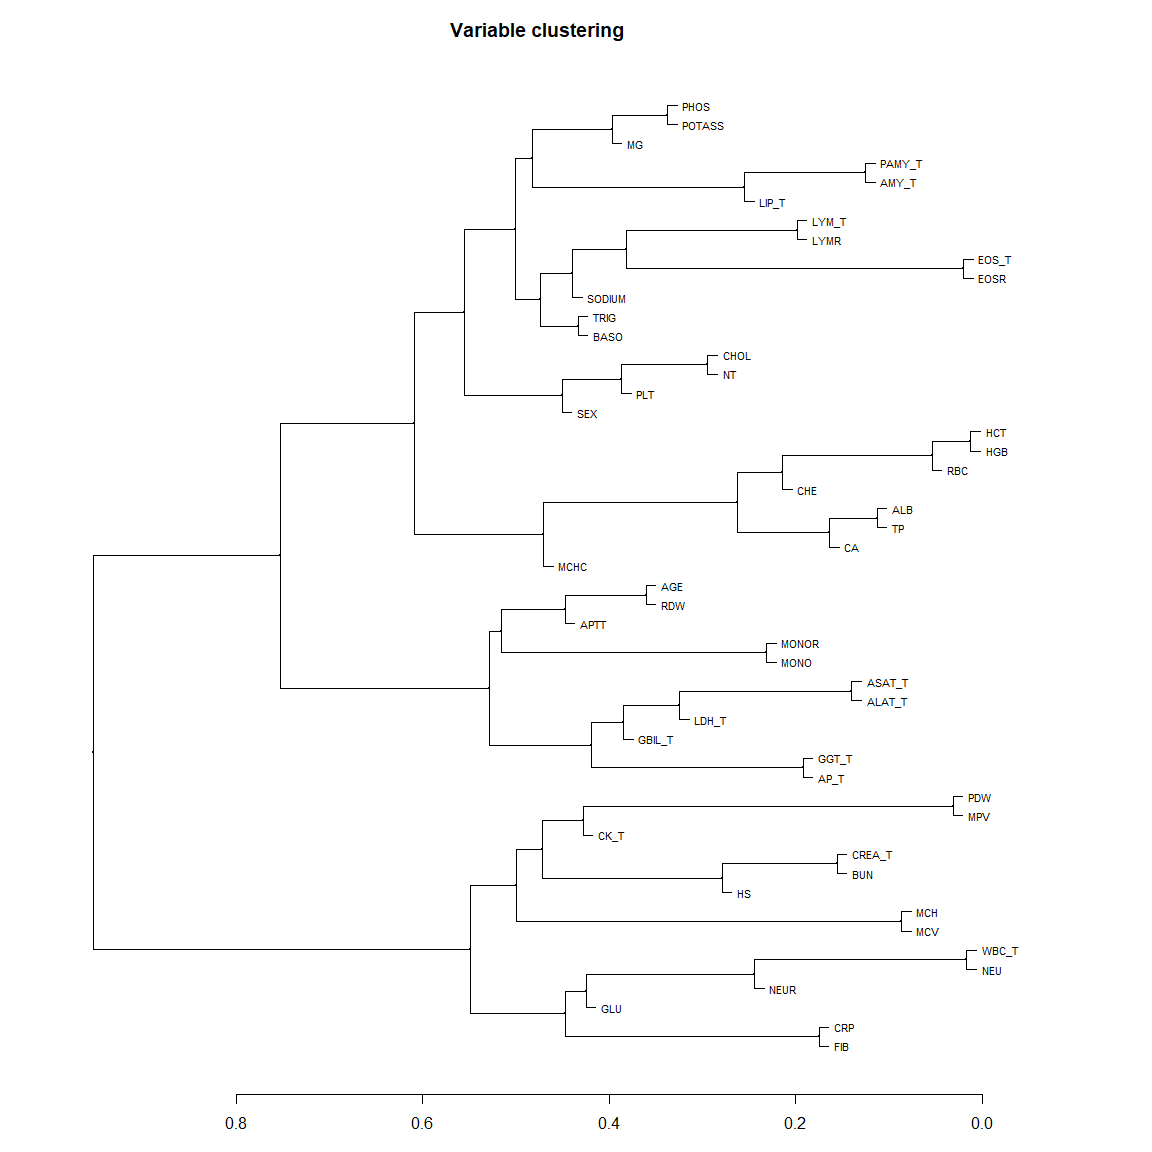 Variable clustering
PHOS
POTASS
MG
PAMY_T
AMY_T
LIP_T
LYM_T
LYMR
EOS_T
EOSR
SODIUM
TRIG
BASO
CHOL
NT
PLT
SEX
HCT
HGB
RBC
CHE
ALB
TP
CA
MCHC
AGE
RDW
APTT
MONOR
MONO
ASAT_T
ALAT_T
LDH_T
GBIL_T
GGT_T
AP_T
PDW
MPV
CK_T
CREA_T
BUN
HS
MCH
MCV
WBC_T
NEU
NEUR
GLU
CRP
FIB
0.8 0.6 0.4 0.2 0.0